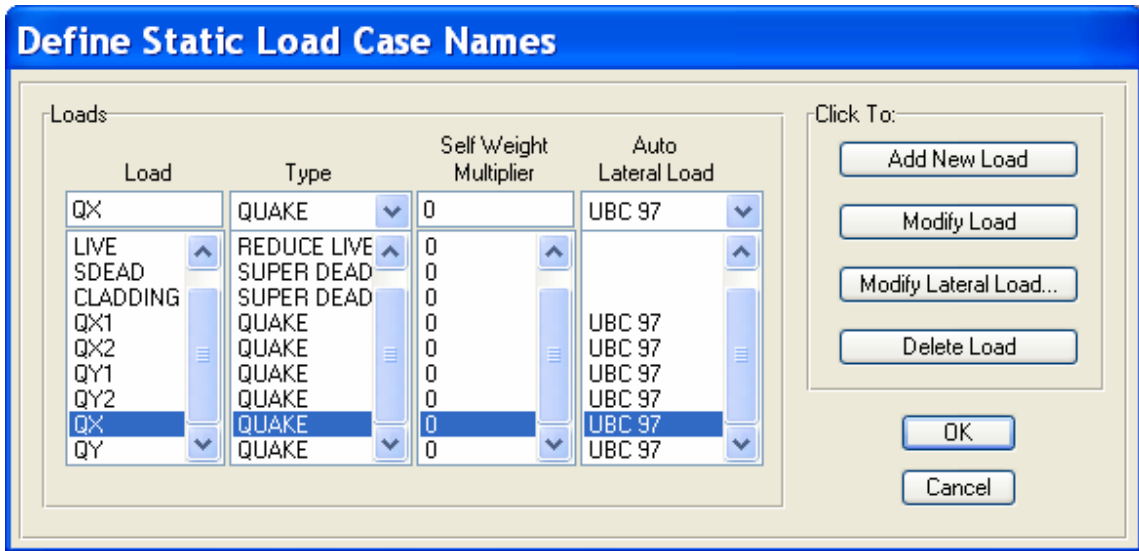 Define Static Load Case Names
Loads
Click To:
Load Type Self Weight Multiplier Auto Lateral Load
QX QUAKE 0 UBC 97
LIVE REDUCE LIVE 0
SDEAD SUPER DEAD 0
CLADDING SUPER DEAD 0
QX1 QUAKE 0 UBC 97
QX2 QUAKE 0 UBC 97
QY1 QUAKE 0 UBC 97
QY2 QUAKE 0 UBC 97
QX QUAKE 0 UBC 97
QY QUAKE 0 UBC 97
Add New Load
Modify Load
Modify Lateral Load...
Delete Load
OK
Cancel